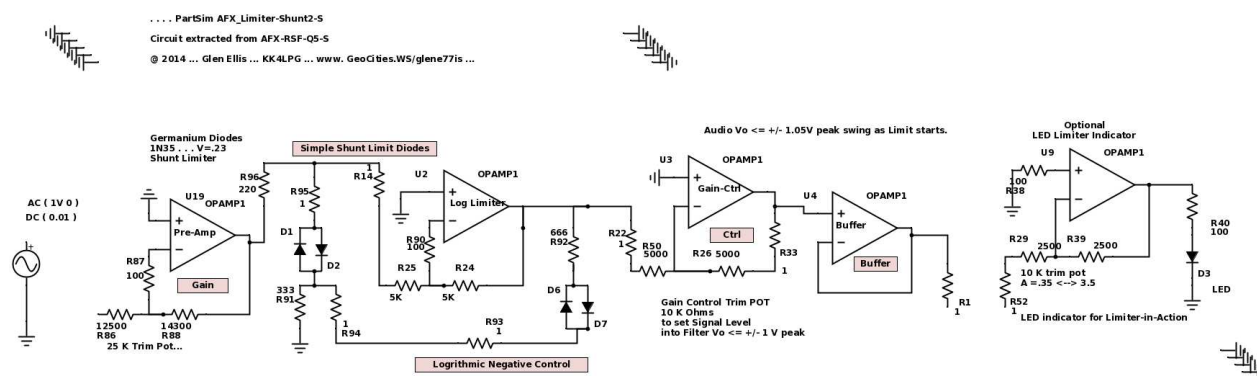 . . . . PartSim AFX_Limiter-Shunt2-S
Circuit extracted from AFX-RSF-Q5-S
@ 2014 ... Glen Ellis ... KK4LPG ... www. GeoCities.WS/glene77is ...
Germanium Diodes
1N35 . . . V=.23
Shunt Limiter
Simple Shunt Limit Diodes
Audio Vo <= +/- 1.05V peak swing as Limit starts.
Optional
LED Limiter Indicator
AC ( 1V 0 )
DC ( 0.01 )
R96
220
U19
OPAMP1
Pre-Amp
R87
100
Gain
12500
R86
14300
R88
25 K Trim Pot...
R95
1
D1
D2
333
R91
1
R94
1
R14
U2
OPAMP1
Log Limiter
R90
100
R25
5K
R24
5K
R93
1
Logrithmic Negative Control
666
R92
D6
D7
R22
1
R50
5000
U3
OPAMP1
Gain-Ctrl
Ctrl
R26
5000
R33
1
Gain Control Trim POT
10 K Ohms
to set Signal Level
into Filter Vo <= +/- 1 V peak
U4
OPAMP1
Buffer
Buffer
R1
1
U9
OPAMP1
100
R38
R29
2500
R39
2500
10 K trim pot
A =.35 <--> 3.5
R52
1
R40
100
D3
LED
LED indicator for Limiter-in-Action